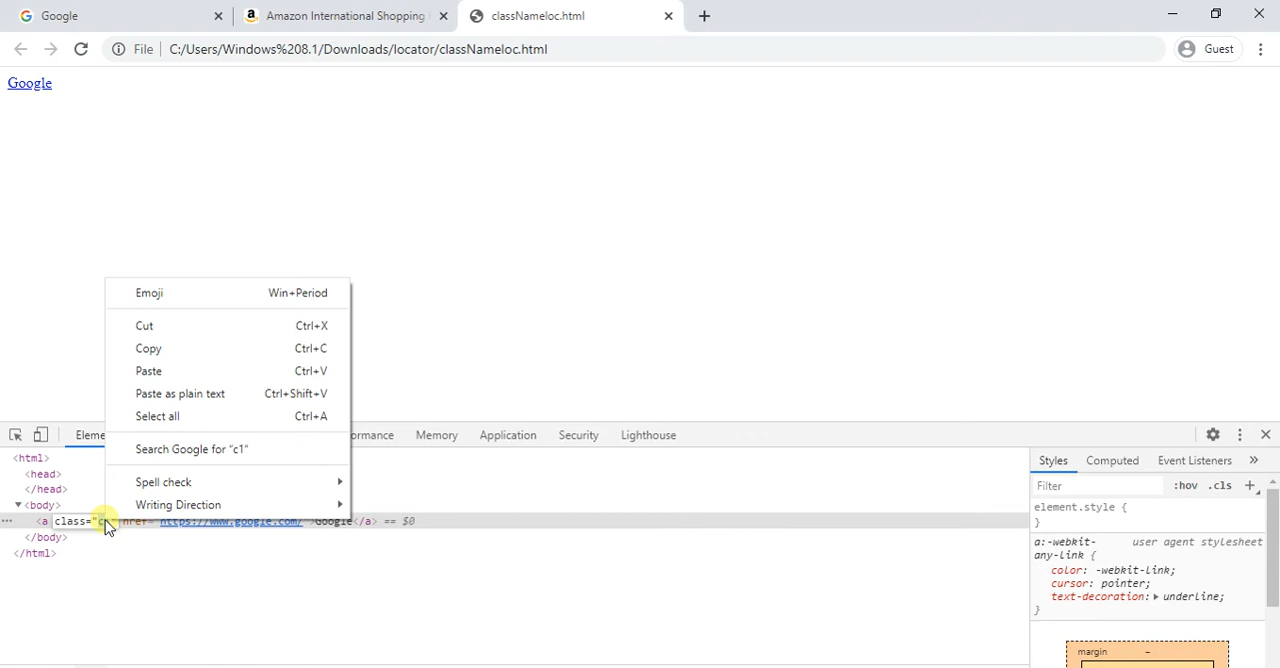 Google
Amazon International Shopping
classNameloc.html
File
C:/Users/Windows%208.1/Downloads/locator/classNameloc.html
Guest
Google
Emoji Win+Period
Cut Ctrl+X
Copy Ctrl+C
Paste Ctrl+V
Paste as plain text Ctrl+Shift+V
Select all Ctrl+A
Search Google for "c1"
Spell check
Writing Direction
Eleme
ormance
Memory
Application
Security
Lighthouse
<html>
<head>
</head>
<body>
<a class="c href= https://www.google.com/ >Google</a> == $0
</body>
</html>
Styles Computed Event Listeners »
Filter :hov .cls +
element.style {
}
a:-webkit- user agent stylesheet
any-link {
color: -webkit-link;
cursor: pointer;
text-decoration: underline;
}
margin –